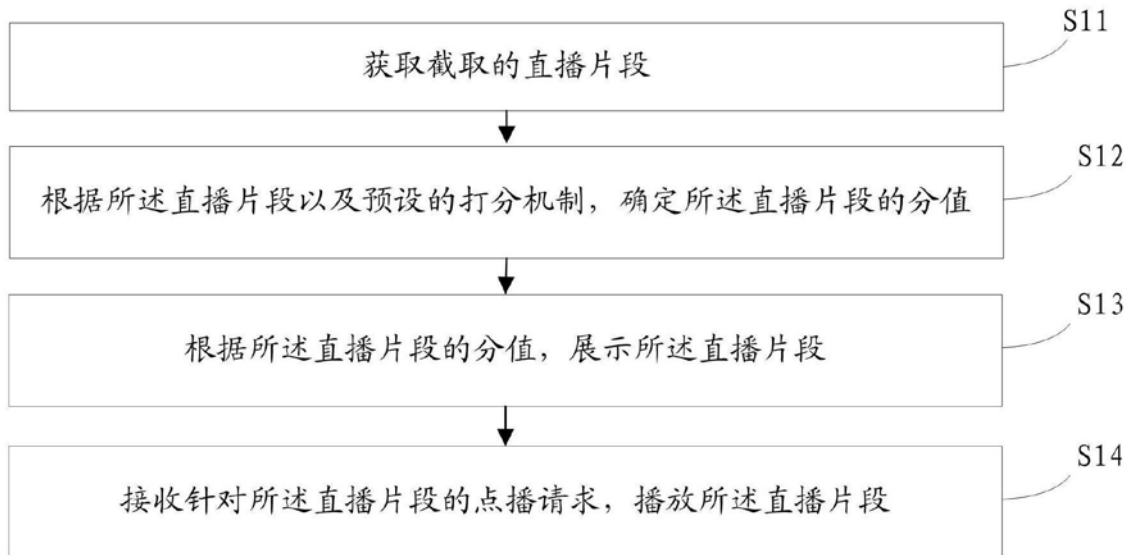 S11
获取截取的直播片段
S12
根据所述直播片段以及预设的打分机制，确定所述直播片段的分值
S13
根据所述直播片段的分值，展示所述直播片段
S14
接收针对所述直播片段的点播请求，播放所述直播片段